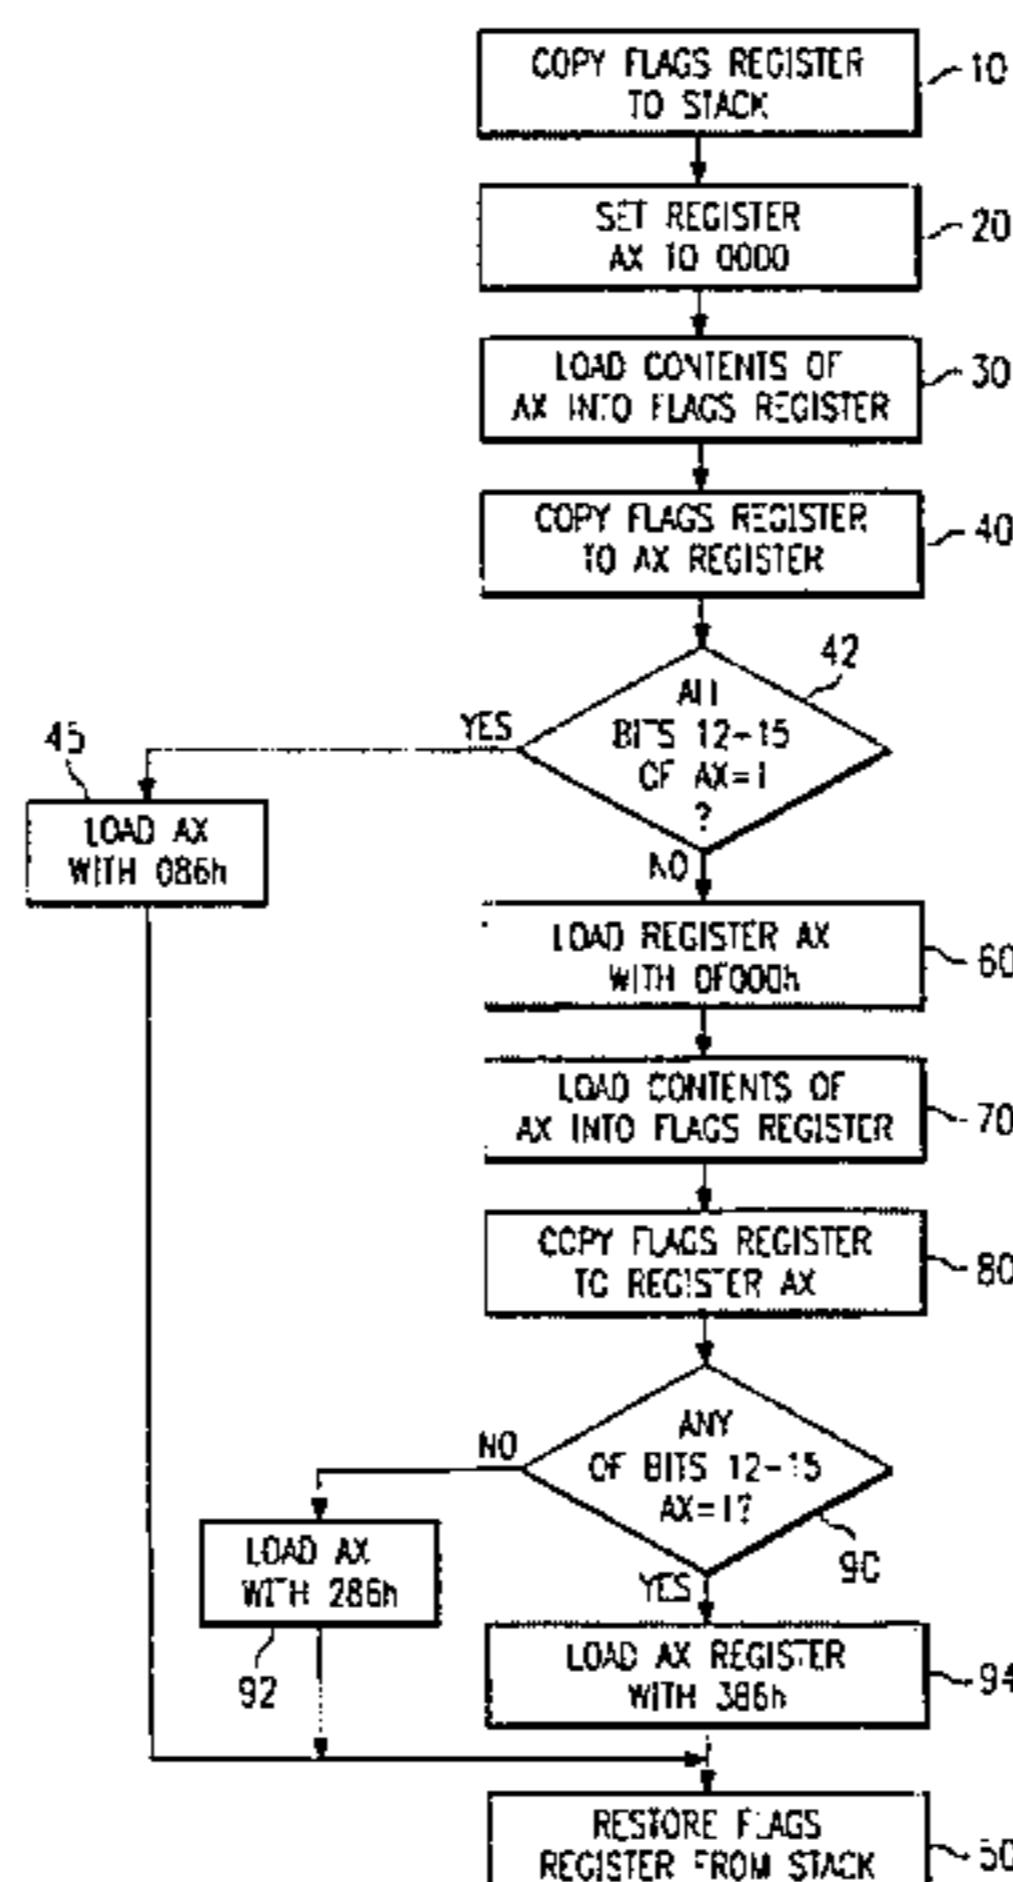 COPY FLAGS REGISTER
TO STACK
10
SET REGISTER
AX TO 0000
20
LOAD CONTENTS OF
AX INTO FLAGS REGISTER
30
COPY FLAGS REGISTER
TO AX REGISTER
40
42
ALL
BITS 12-15
OF AX=1
?
YES
NO
45
LOAD AX
WITH 086h
LOAD REGISTER AX
WITH 0F000h
60
LOAD CONTENTS OF
AX INTO FLAGS REGISTER
70
COPY FLAGS REGISTER
TO REGISTER AX
80
ANY
OF BITS 12-15
AX=1?
NO
YES
90
LOAD AX
WITH 286h
92
LOAD AX REGISTER
WITH 386h
94
RESTORE FLAGS
REGISTER FROM STACK
50